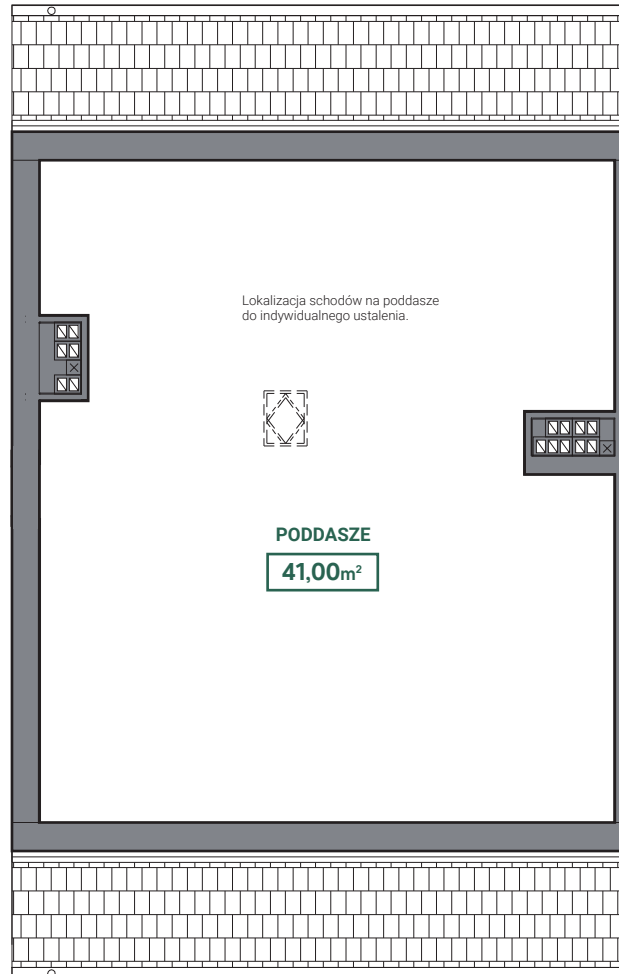 Lokalizacja schodów na poddasze
do indywidualnego ustalenia.
PODDASZE
41,00m²